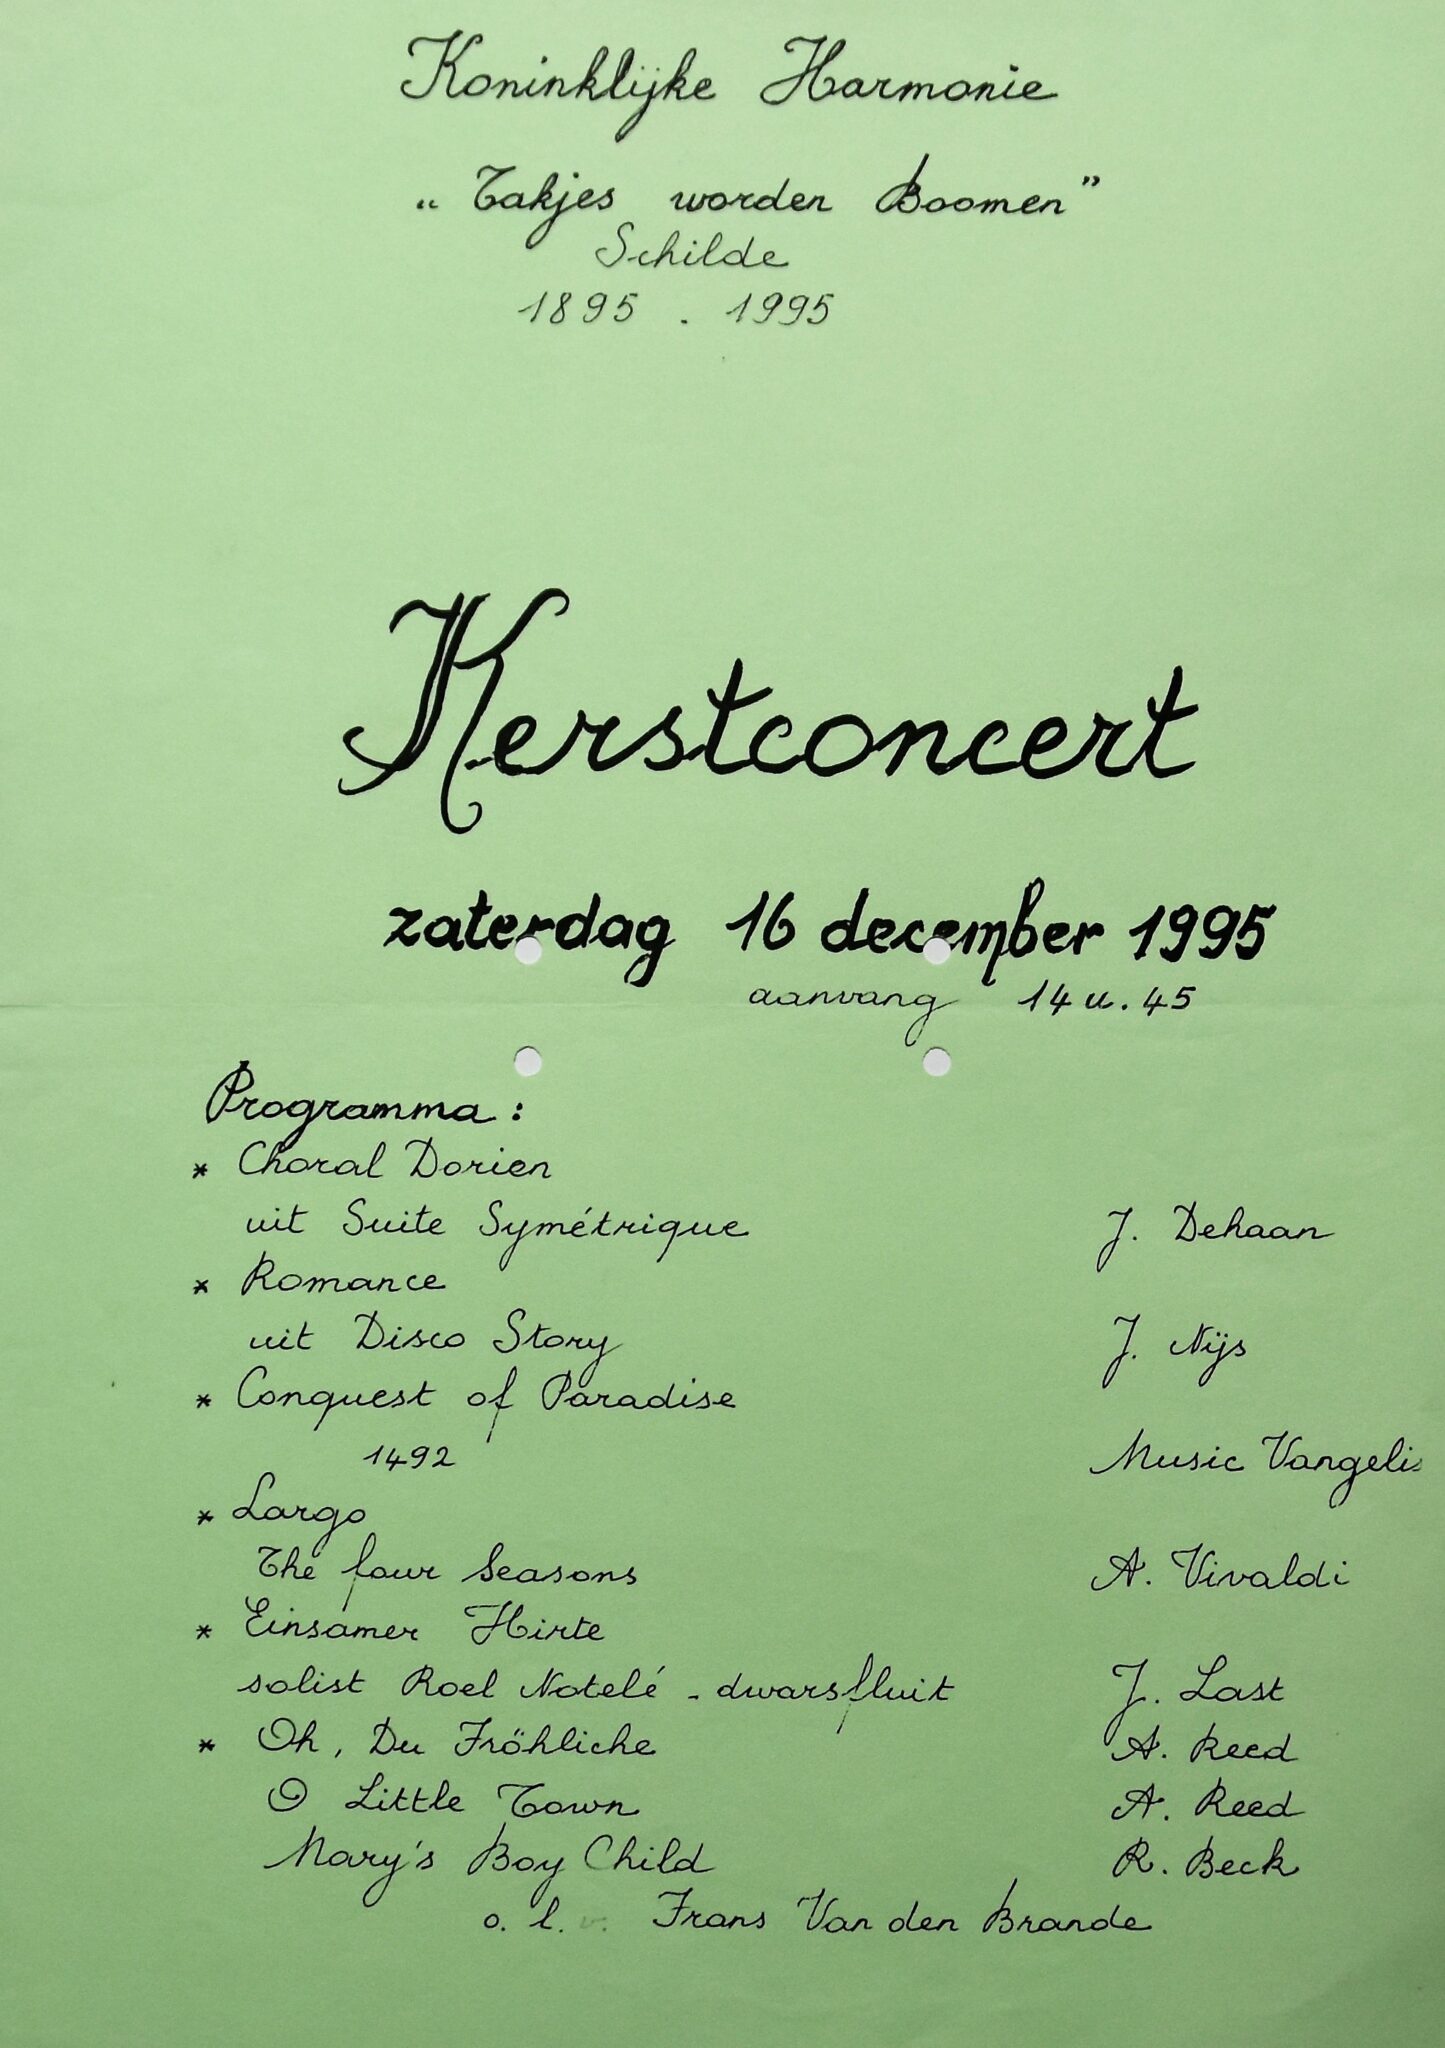 Koninklijke Harmonie
„Takjes worden Boomen”
Schilde
1895 . 1995
Kerstconcert
zaterdag 16 december 1995
aanvang 14 u. 45
Programma :
* Choral Dorien
uit Suite Symétrique J. Dehaan
* Romance
uit Disco Story J. Nijs
* Conquest of Paradise
1492 Music Vangelis
* Largo
The four Seasons A. Vivaldi
* Einsamer Hirte
solist Roel Notelé - dwarsfluit J. Last
* Oh, Du Fröhliche A. Reed
O Little Town A. Reed
Mary's Boy Child R. Beck
o. l. v. Frans Van den Brande